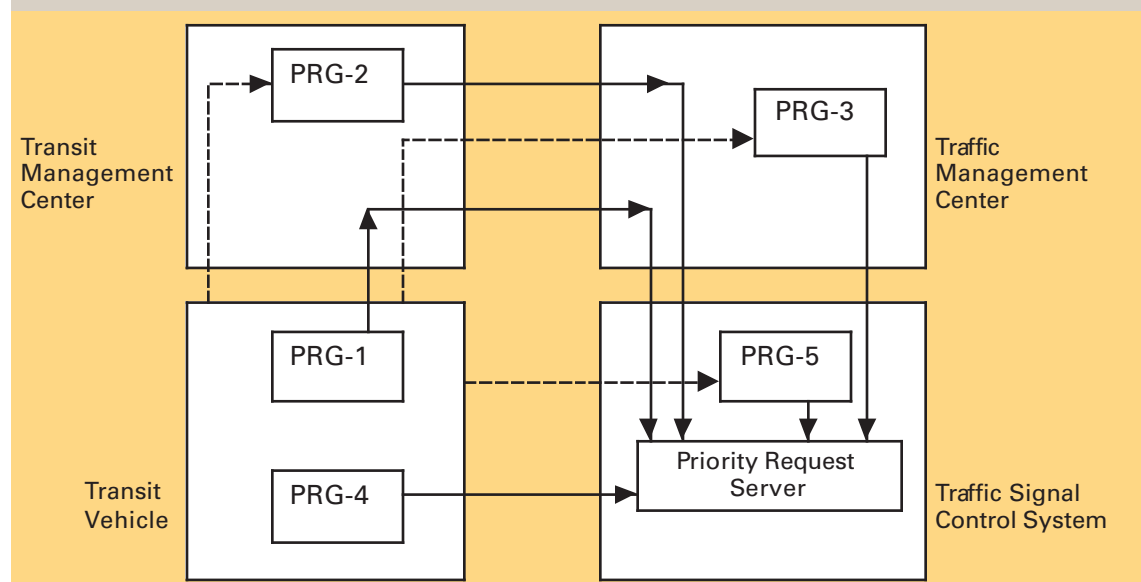 PRG-2
PRG-3
Transit
Management
Center
Traffic
Management
Center
PRG-1
PRG-5
Priority Request
Server
PRG-4
Transit
Vehicle
Traffic Signal
Control System